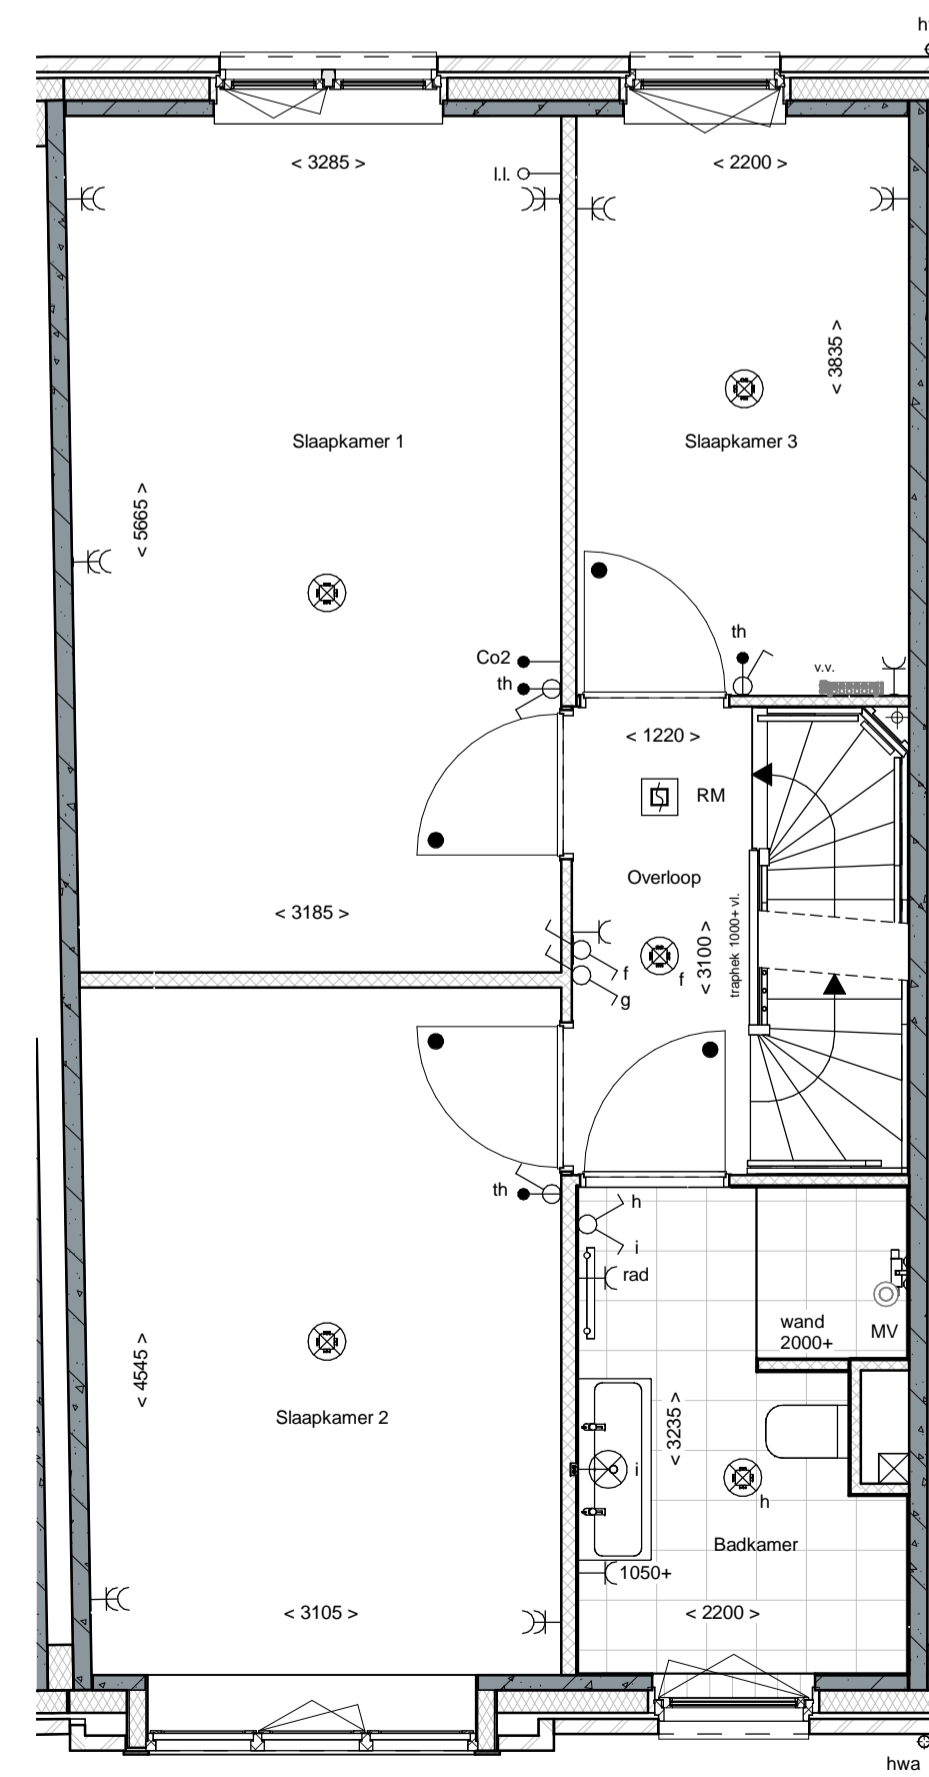 < 3285 >
l.l.
< 2200 >
< 3835 >
Slaapkamer 1
Slaapkamer 3
< 5665 >
th
Co2
th
v.v.
< 1220 >
RM
Overloop
< 3185 >
traphek 1000+ vl.
< 3100 >
f
f
g
th
h
i
rad
wand
2000+
MV
< 4545 >
Slaapkamer 2
< 3235 >
i
h
Badkamer
1050+
< 3105 >
< 2200 >
hwa